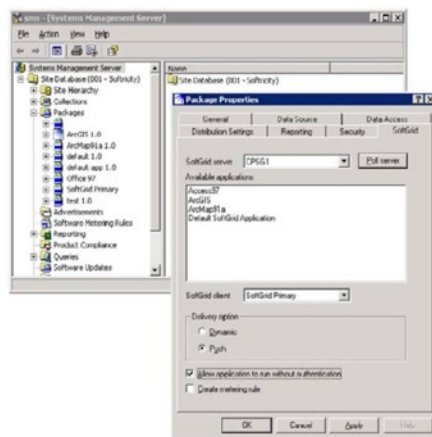 sms - [Systems Management Server]
File Action View Help
Systems Management Server
Site Database (001 - Softricity)
Site Hierarchy
Collections
Packages
ArcGIS 1.0
ArcMap91a 1.0
default 1.0
default app 1.0
Office 97
SoftGrid Primary
test 1.0
Advertisements
Software Metering Rules
Reporting
Product Compliance
Queries
Software Updates
Name
Site Database (001 - Softricity)
Package Properties
General Data Source Data Access
Distribution Settings Reporting Security SoftGrid
SoftGrid server CPSG1 Poll server
Available applications
Access97
ArcGIS
ArcMap91a
Default SoftGrid Application
SoftGrid client SoftGrid Primary
Delivery option
Dynamic
Push
Allow application to run without authentication
Create metering rule
OK Cancel Apply Help